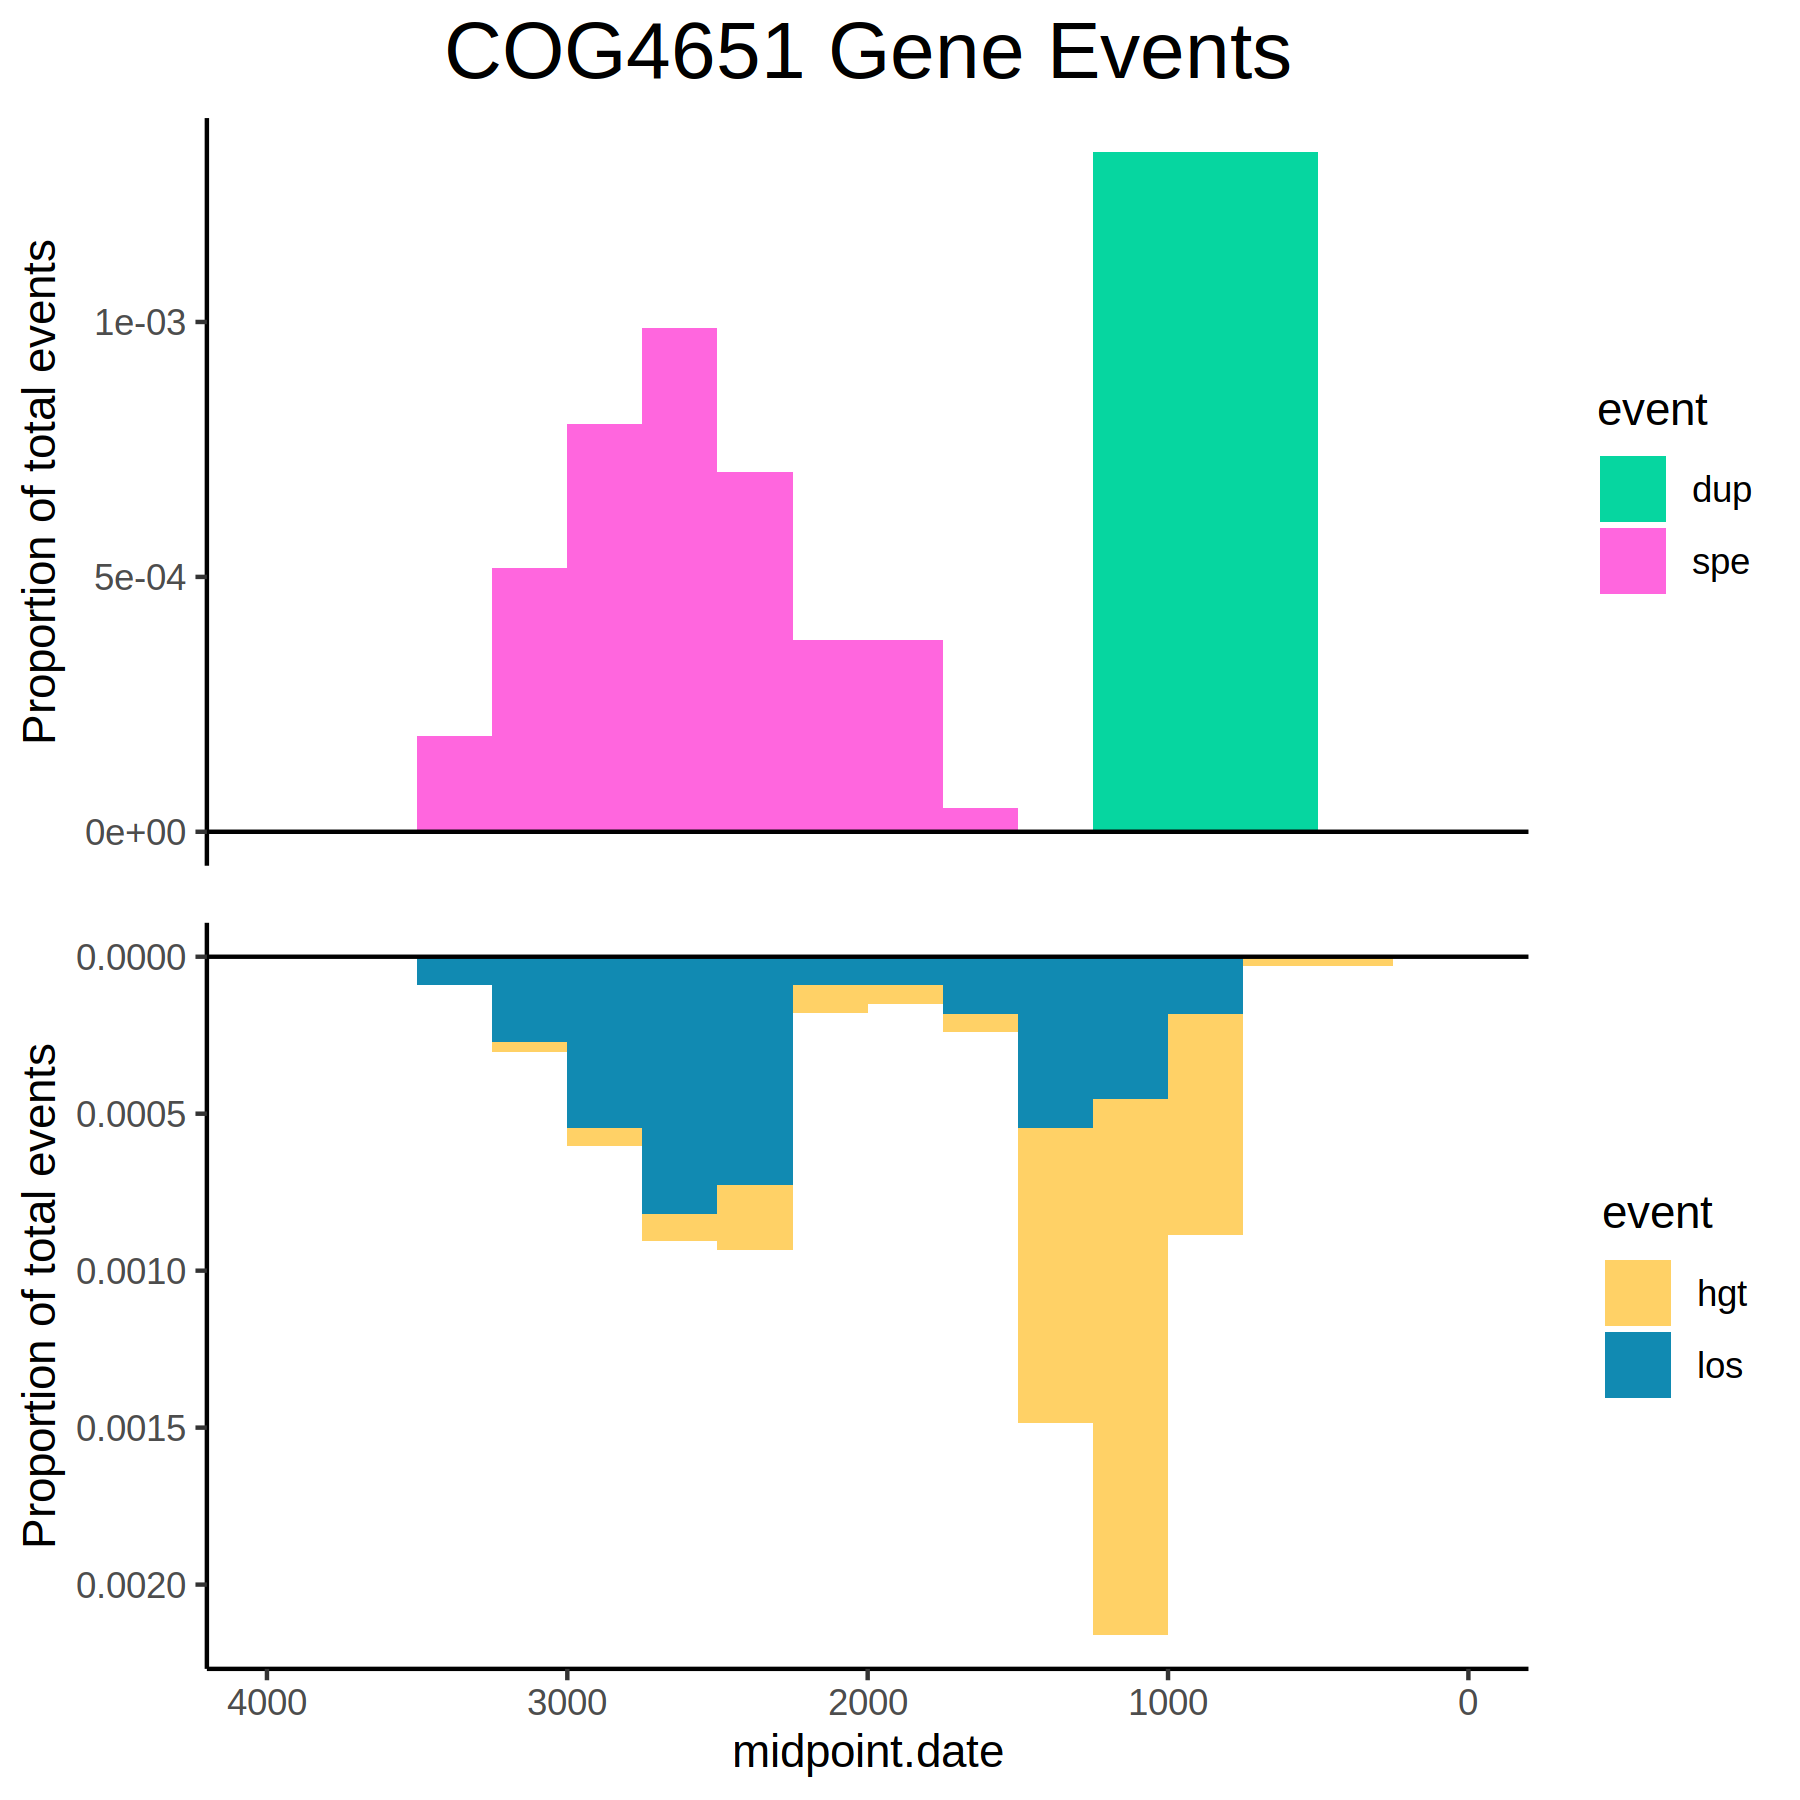 COG4651 Gene Events
Proportion of total events
1e-03
5e-04
0e+00
event
dup
spe
Proportion of total events
0.0000
0.0005
0.0010
0.0015
0.0020
event
hgt
los
4000 3000 2000 1000 0
midpoint.date